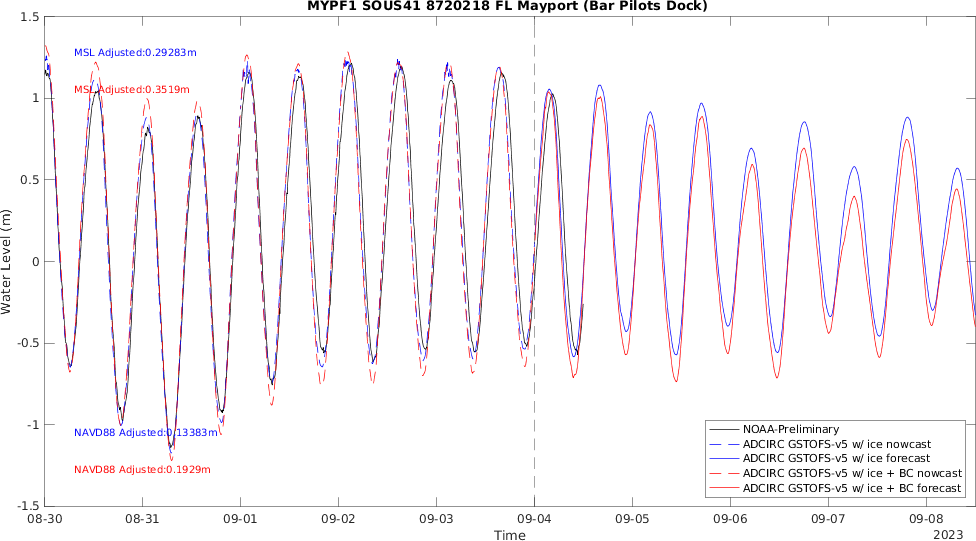 MYPF1 SOUS41 8720218 FL Mayport (Bar Pilots Dock)
1.5
MSL Adjusted:0.29283m
1
MSL Adjusted:0.3519m
0.5
0
Water Level (m)
-0.5
-1
NAVD88 Adjusted:0.13383m
NAVD88 Adjusted:0.1929m
-1.5
NOAA-Preliminary
ADCIRC GSTOFS-v5 w/ ice nowcast
ADCIRC GSTOFS-v5 w/ ice forecast
ADCIRC GSTOFS-v5 w/ ice + BC nowcast
ADCIRC GSTOFS-v5 w/ ice + BC forecast
08-30 08-31 09-01 09-02 09-03 09-04 09-05 09-06 09-07 09-08
Time
2023